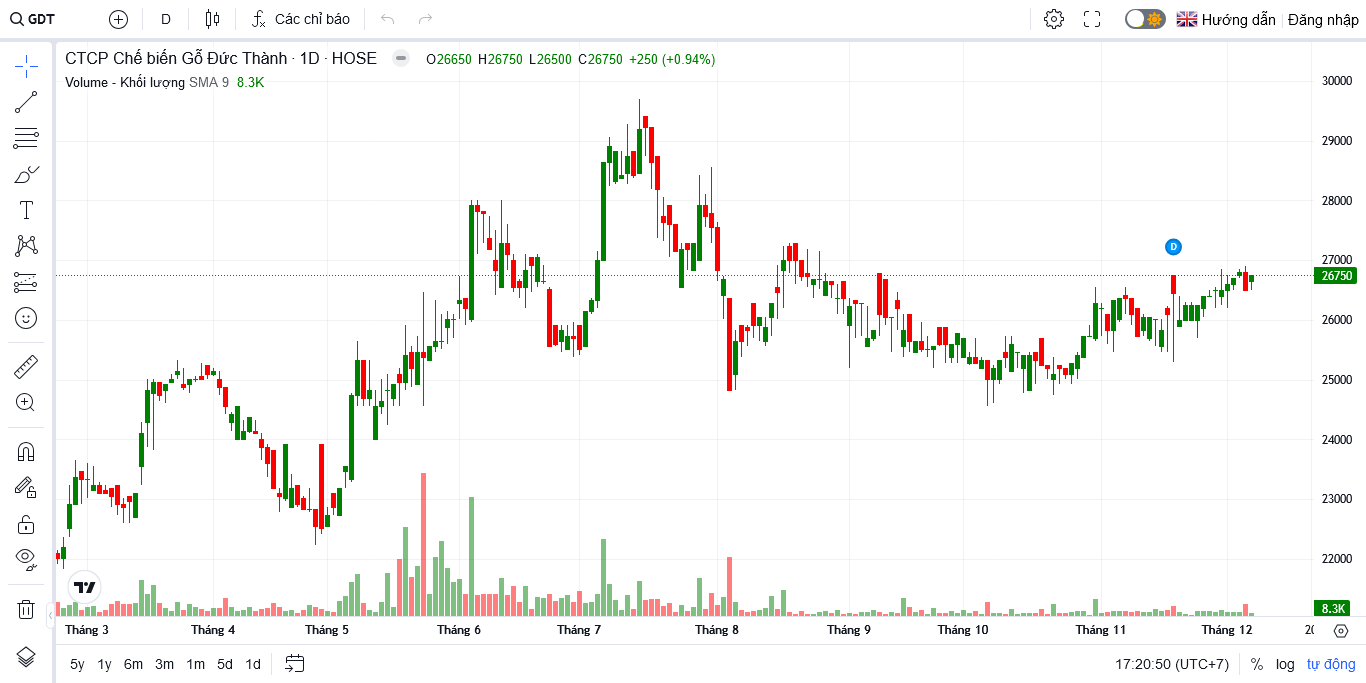 GDT D Các chỉ báo Hướng dẫn Đăng nhập
CTCP Chế biến Gỗ Đức Thành · 1D · HOSE O26650 H26750 L26500 C26750 +250 (+0.94%)
Volume - Khối lượng SMA 9 8.3K
30000
29000
28000
D
27000
26750
26000
25000
24000
23000
22000
8.3K
Tháng 3 Tháng 4 Tháng 5 Tháng 6 Tháng 7 Tháng 8 Tháng 9 Tháng 10 Tháng 11 Tháng 12
5y 1y 6m 3m 1m 5d 1d 17:20:50 (UTC+7) % log tự động